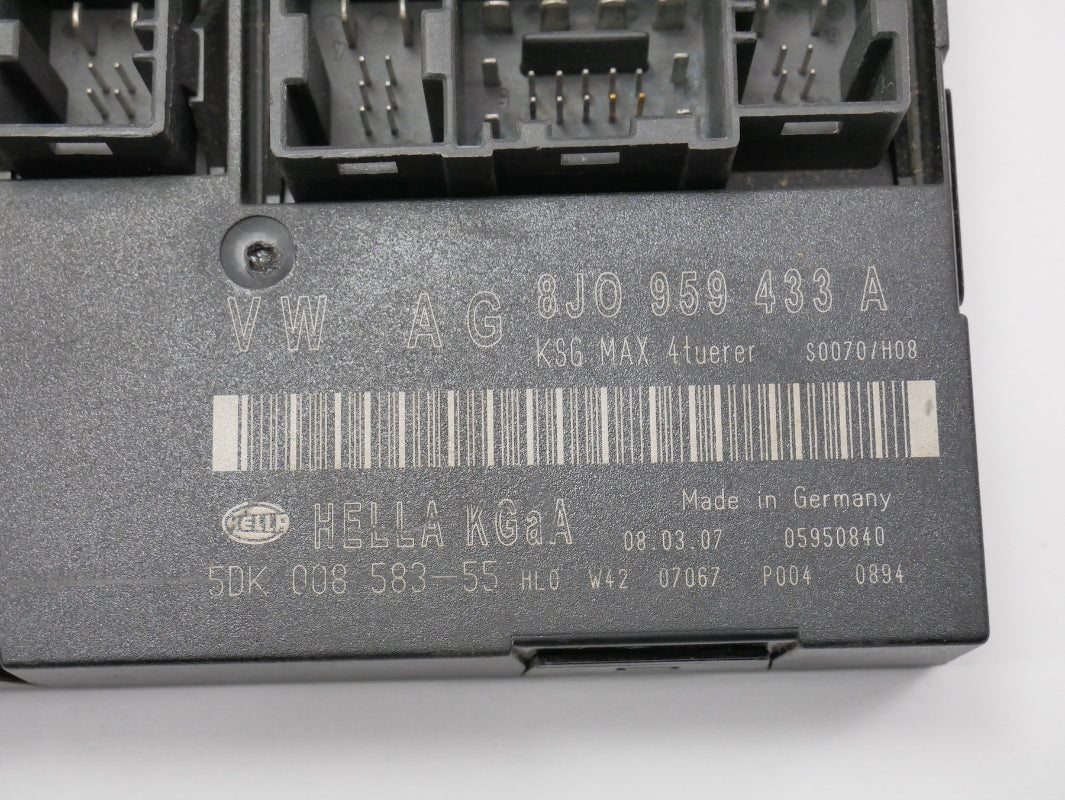 VW AG 8J0 959 433 A
KSG MAX 4tuerer S0070/H08
Made in Germany
HELLA HELLA KGaA 08.03.07 05950840
5DK 008 583-55 HL0 W42 07067 P004 0894